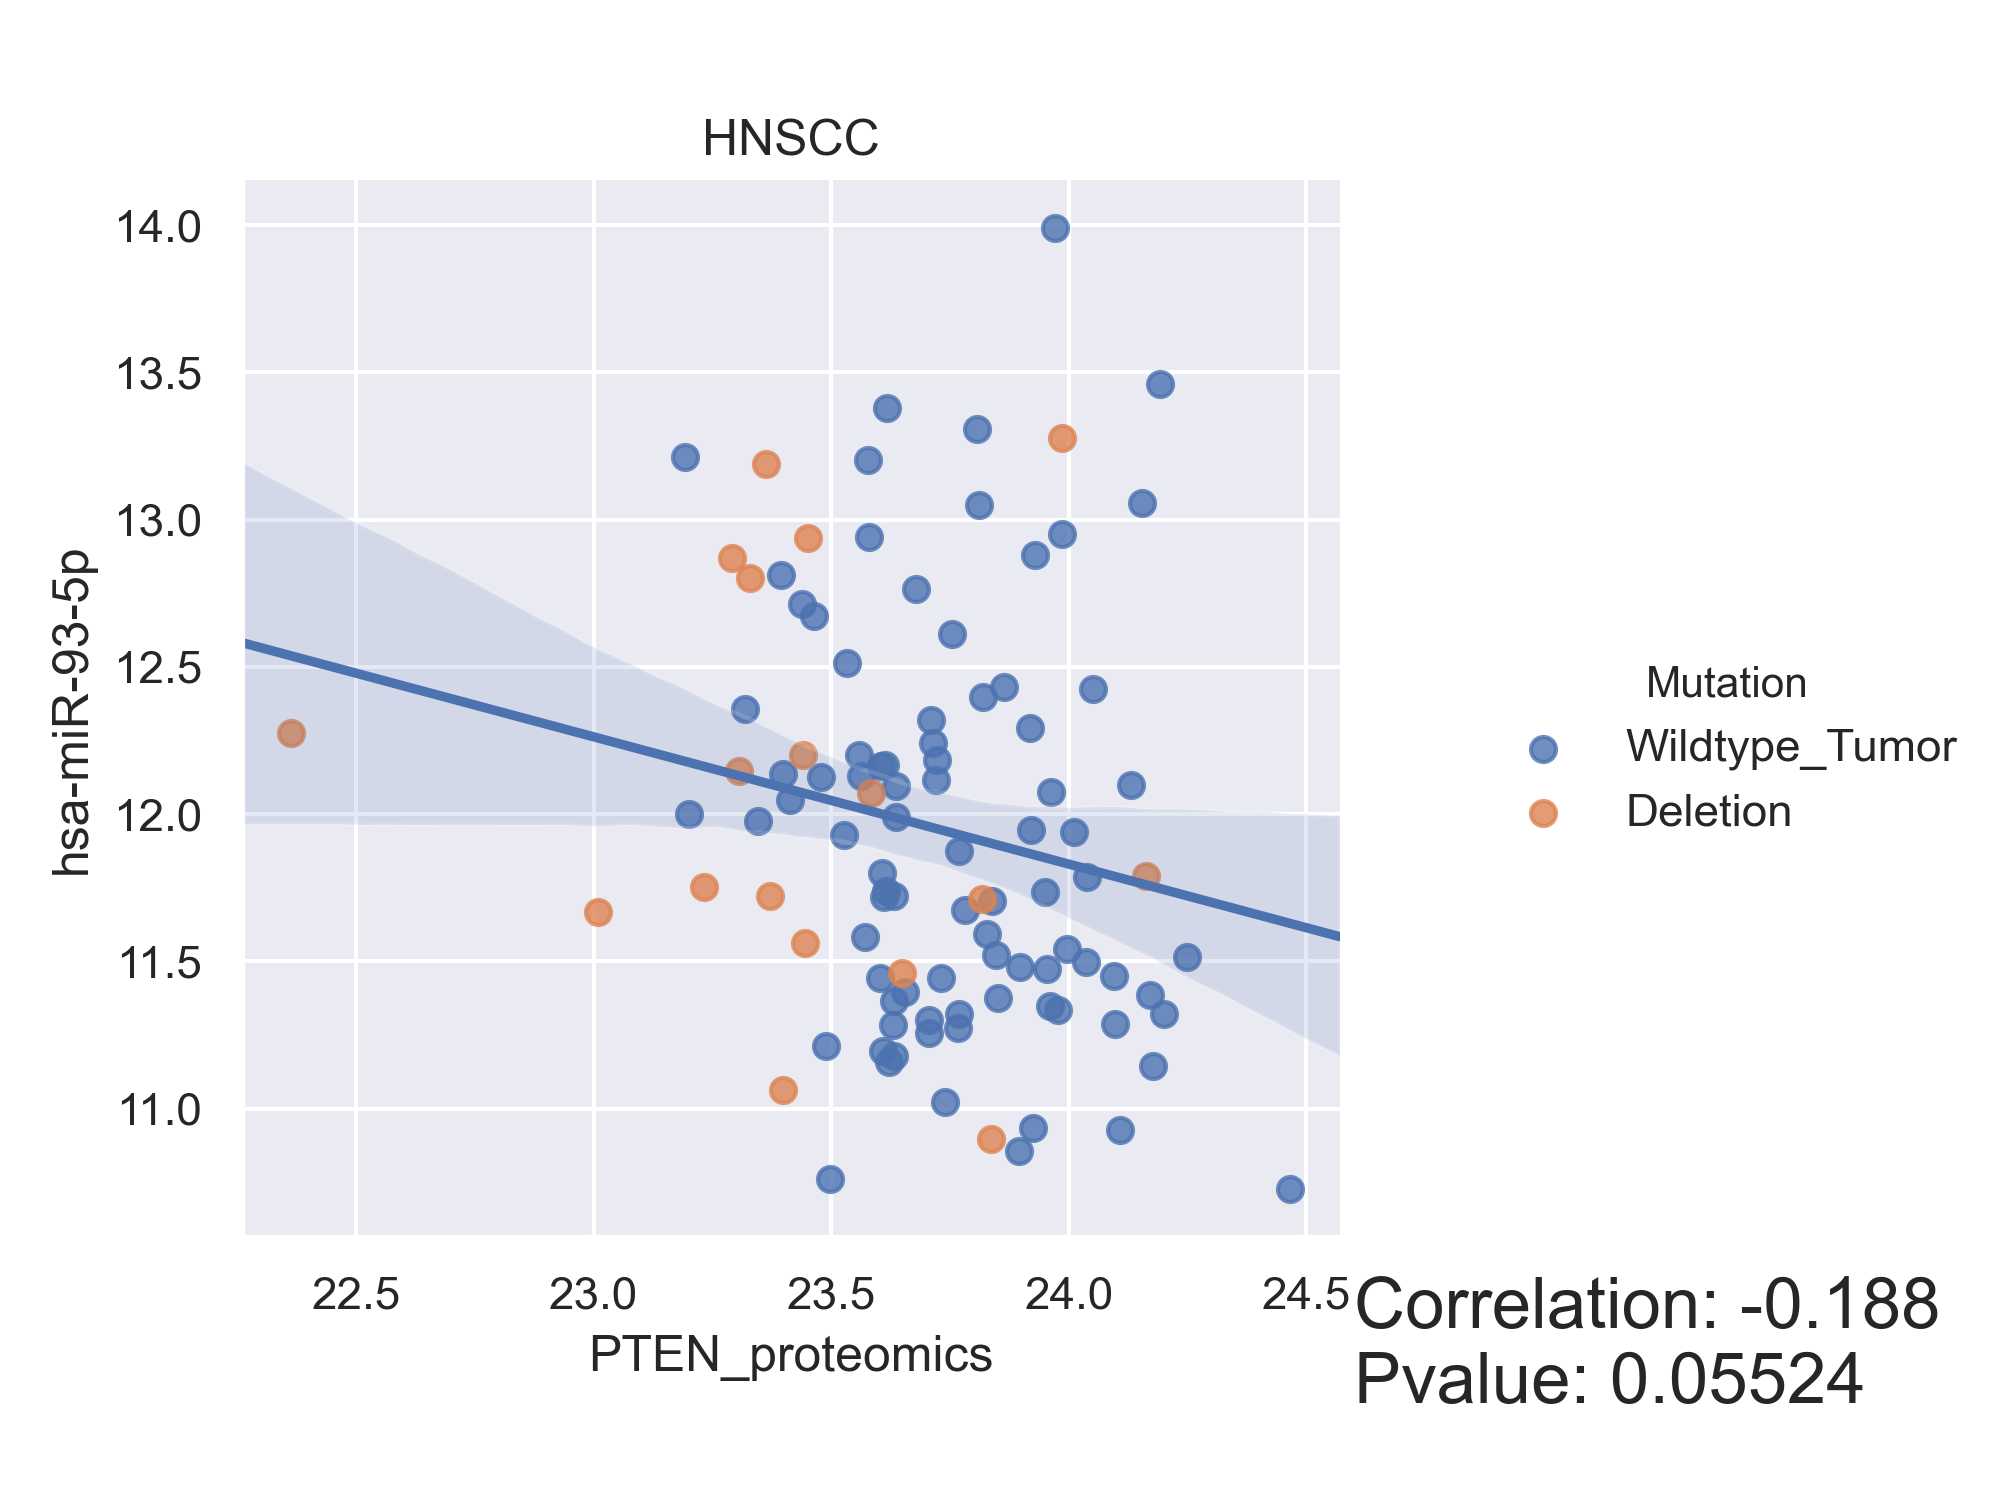 HNSCC
14.0
13.5
13.0
12.5
12.0
11.5
11.0
hsa-miR-93-5p
22.5 23.0 23.5 24.0 24.5
PTEN_proteomics
Mutation
Wildtype_Tumor
Deletion
Correlation: -0.188
Pvalue: 0.05524